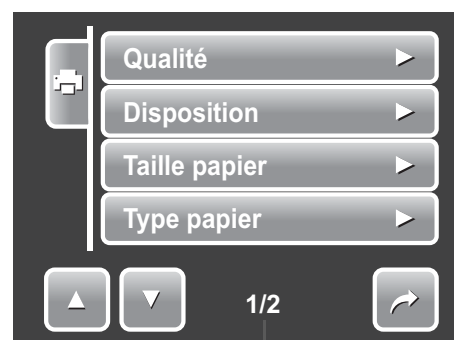 Qualité
Disposition
Taille papier
Type papier
1/2